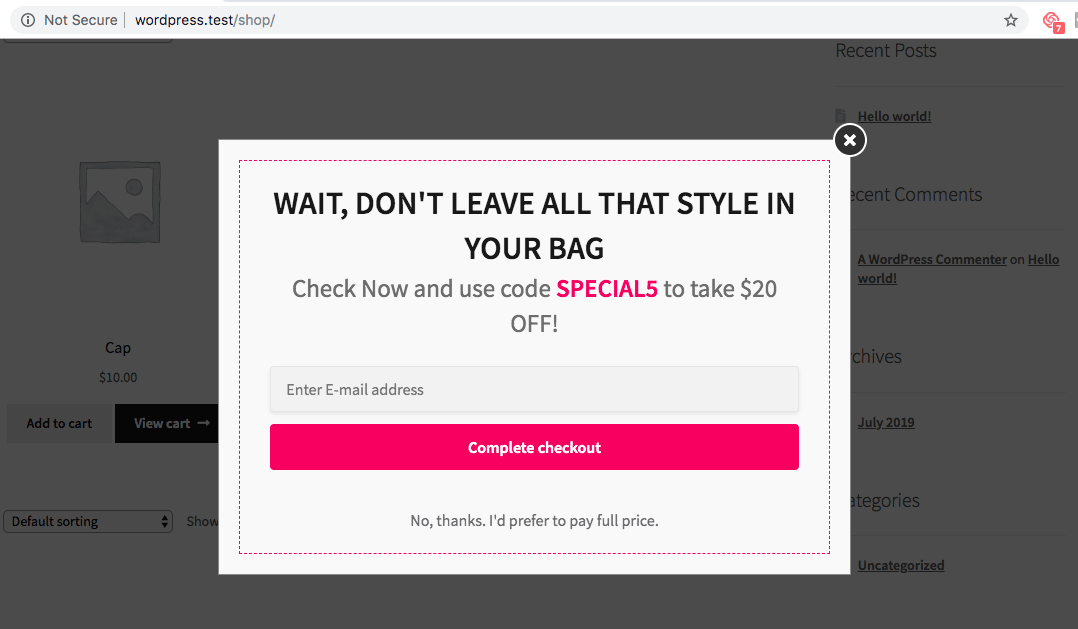 Not Secure wordpress.test/shop/
7
Recent Posts
Hello world!
WAIT, DON'T LEAVE ALL THAT STYLE IN
YOUR BAG
Check Now and use code SPECIAL5 to take $20
OFF!
Enter E-mail address
Complete checkout
No, thanks. I'd prefer to pay full price.
Cap
$10.00
Add to cart
View cart →
Default sorting
Show
ecent Comments
A WordPress Commenter on Hello
world!
rchives
July 2019
ategories
Uncategorized